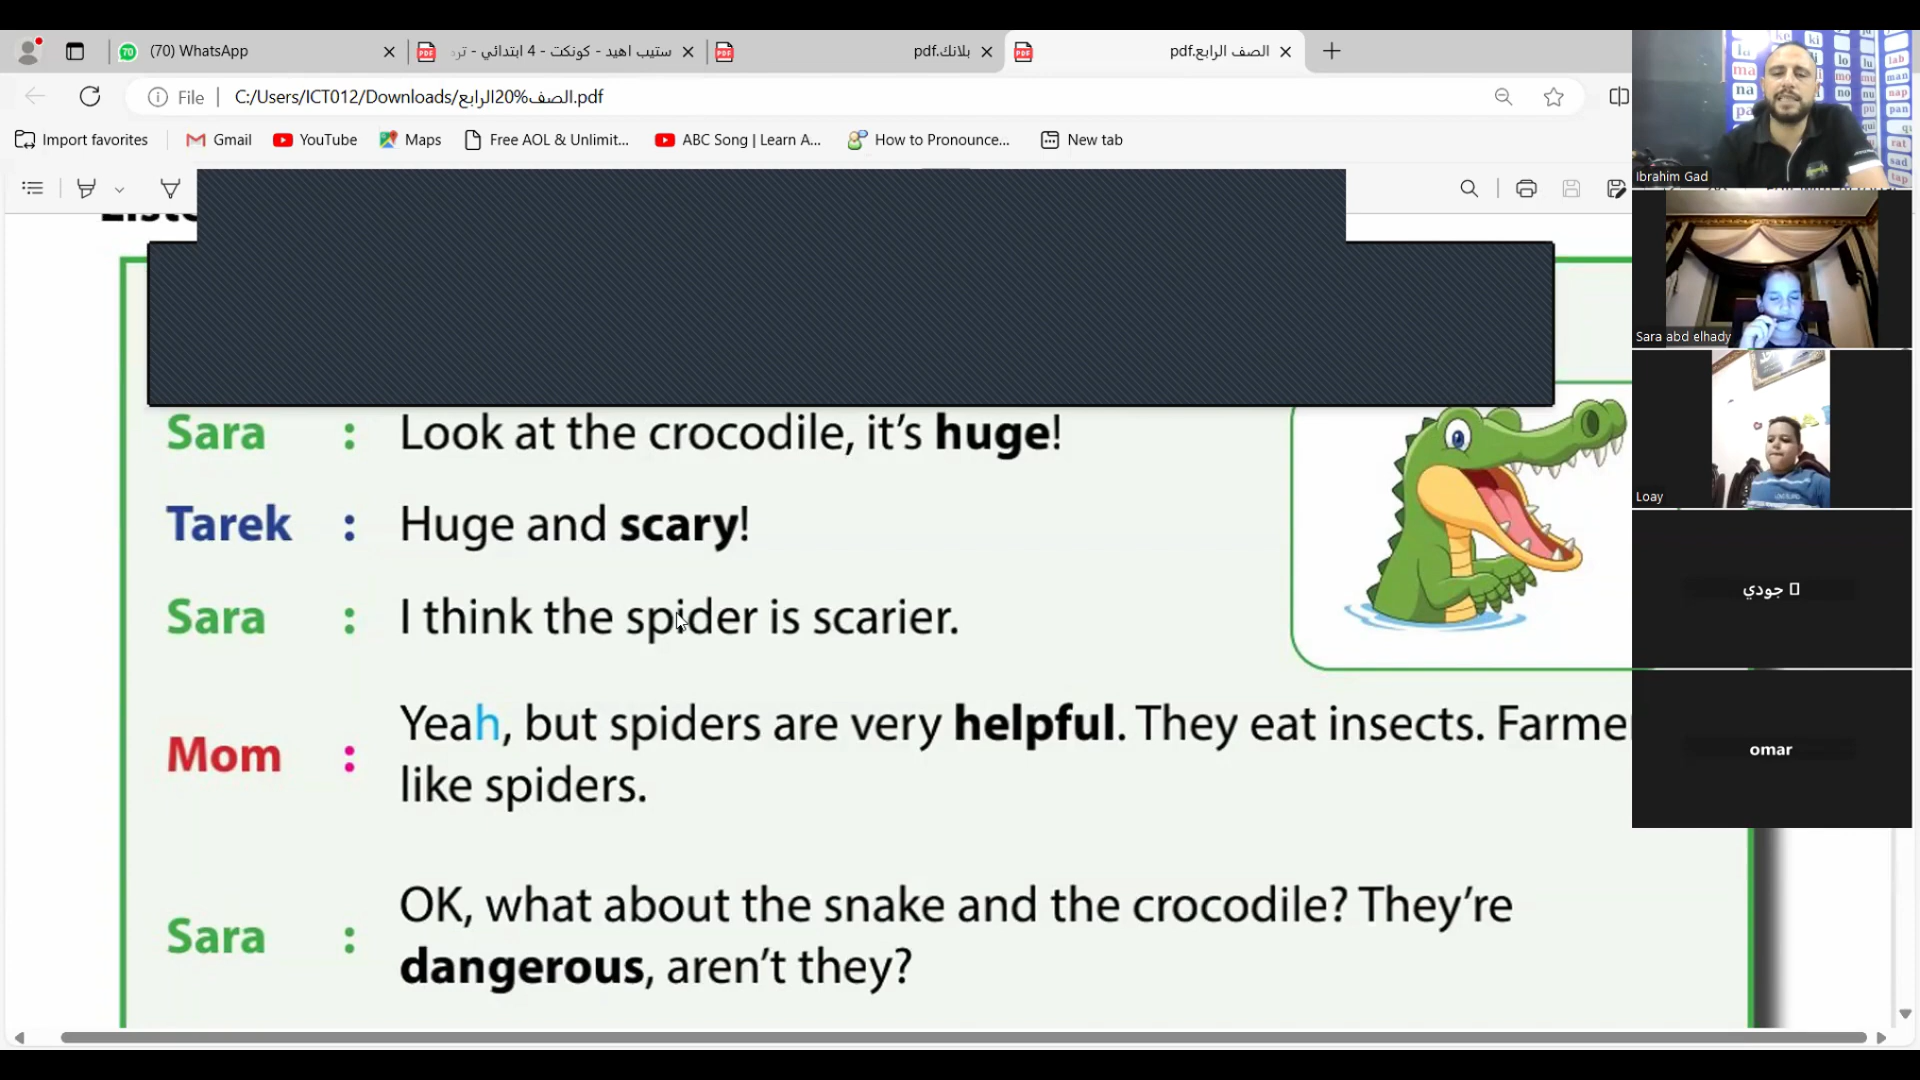 (70) WhatsApp
ستيب اهيد - كونكت - 4 ابتدائي - ترد
بلانك.pdf
الصف الرابع.pdf
File
C:/Users/ICT012/Downloads/الصف%20الرابع.pdf
Import favorites
Gmail
YouTube
Maps
Free AOL & Unlimit...
ABC Song | Learn A...
How to Pronounce...
New tab
Sara : Look at the crocodile, it's huge!
Tarek : Huge and scary!
Sara : I think the spider is scarier.
Mom : Yeah, but spiders are very helpful. They eat insects. Farme
like spiders.
Sara : OK, what about the snake and the crocodile? They're
dangerous, aren't they?
Ibrahim Gad
Sara abd elhady
Loay
جودي
omar